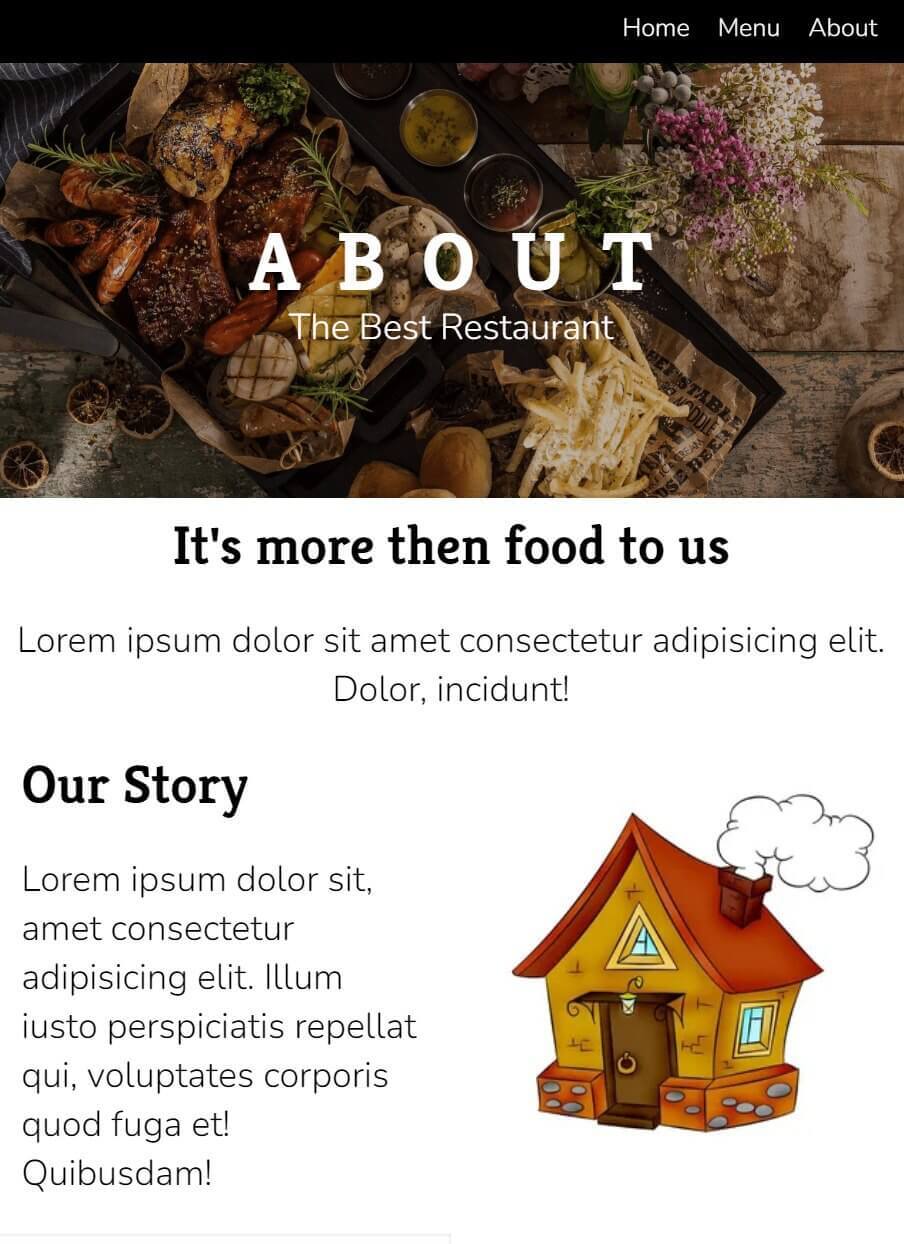 Home Menu About
A B O U T
The Best Restaurant
It's more then food to us
Lorem ipsum dolor sit amet consectetur adipisicing elit.
Dolor, incidunt!
Our Story
Lorem ipsum dolor sit,
amet consectetur
adipisicing elit. Illum
iusto perspiciatis repellat
qui, voluptates corporis
quod fuga et!
Quibusdam!